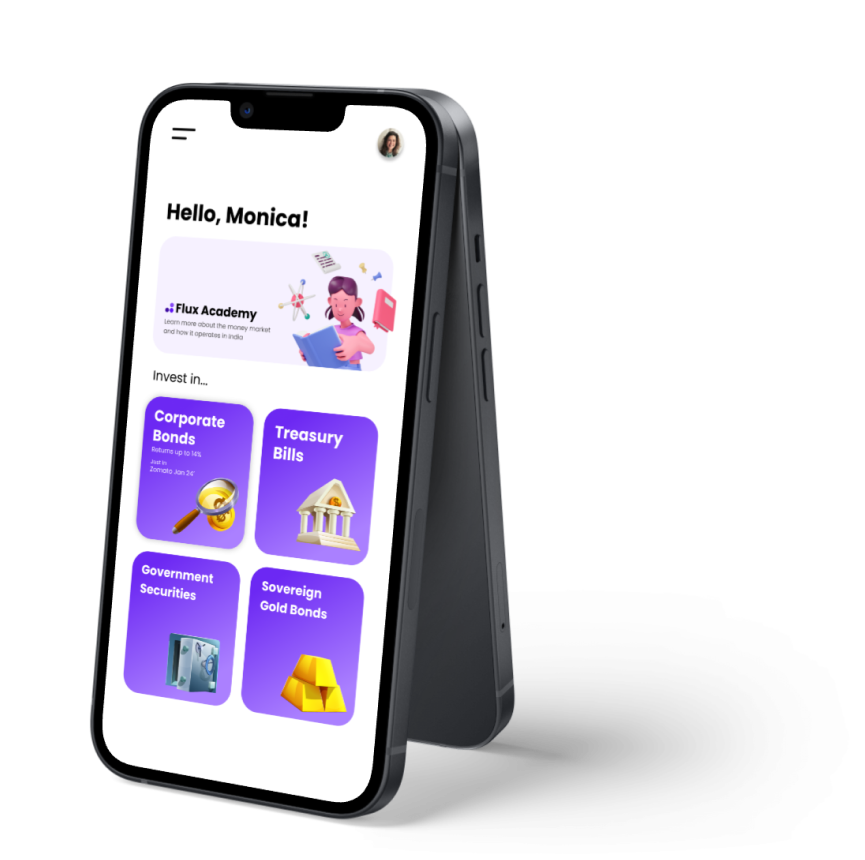 Hello, Monica!
Flux Academy
Learn more about the money market
and how it operates in India
Invest in...
Corporate
Bonds
Returns up to 14%
Just In
Zomato Jan 24'
Treasury
Bills
Government
Securities
Sovereign
Gold Bonds